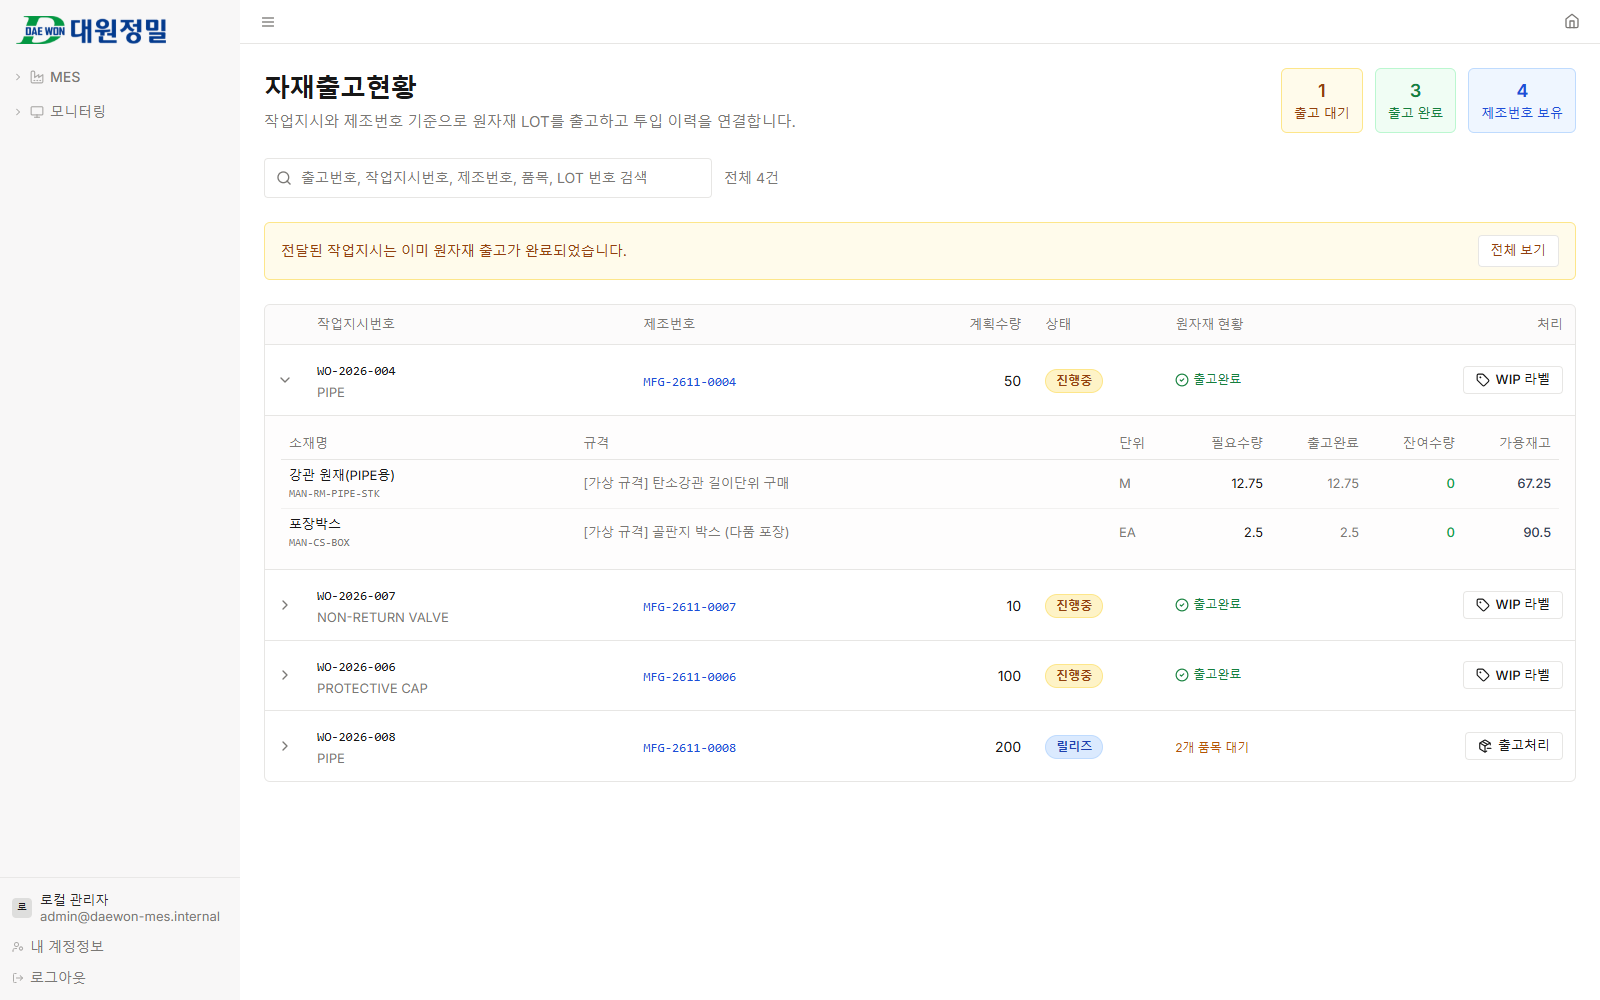 DAE WON 대원정밀
MES
모니터링
자재출고현황
작업지시와 제조번호 기준으로 원자재 LOT를 출고하고 투입 이력을 연결합니다.
1
출고 대기
3
출고 완료
4
제조번호 보유
출고번호, 작업지시번호, 제조번호, 품목, LOT 번호 검색
전체 4건
전달된 작업지시는 이미 원자재 출고가 완료되었습니다.
전체 보기
작업지시번호 제조번호 계획수량 상태 원자재 현황 처리
WO-2026-004
PIPE
MFG-2611-0004 50 진행중 출고완료 WIP 라벨
소재명 규격 단위 필요수량 출고완료 잔여수량 가용재고
강관 원재(PIPE용)
MAN-RM-PIPE-STK
[가상 규격] 탄소강관 길이단위 구매 M 12.75 12.75 0 67.25
포장박스
MAN-CS-BOX
[가상 규격] 골판지 박스 (다품 포장) EA 2.5 2.5 0 90.5
WO-2026-007
NON-RETURN VALVE
MFG-2611-0007 10 진행중 출고완료 WIP 라벨
WO-2026-006
PROTECTIVE CAP
MFG-2611-0006 100 진행중 출고완료 WIP 라벨
WO-2026-008
PIPE
MFG-2611-0008 200 릴리즈 2개 품목 대기 출고처리
로
로컬 관리자
admin@daewon-mes.internal
내 계정정보
로그아웃